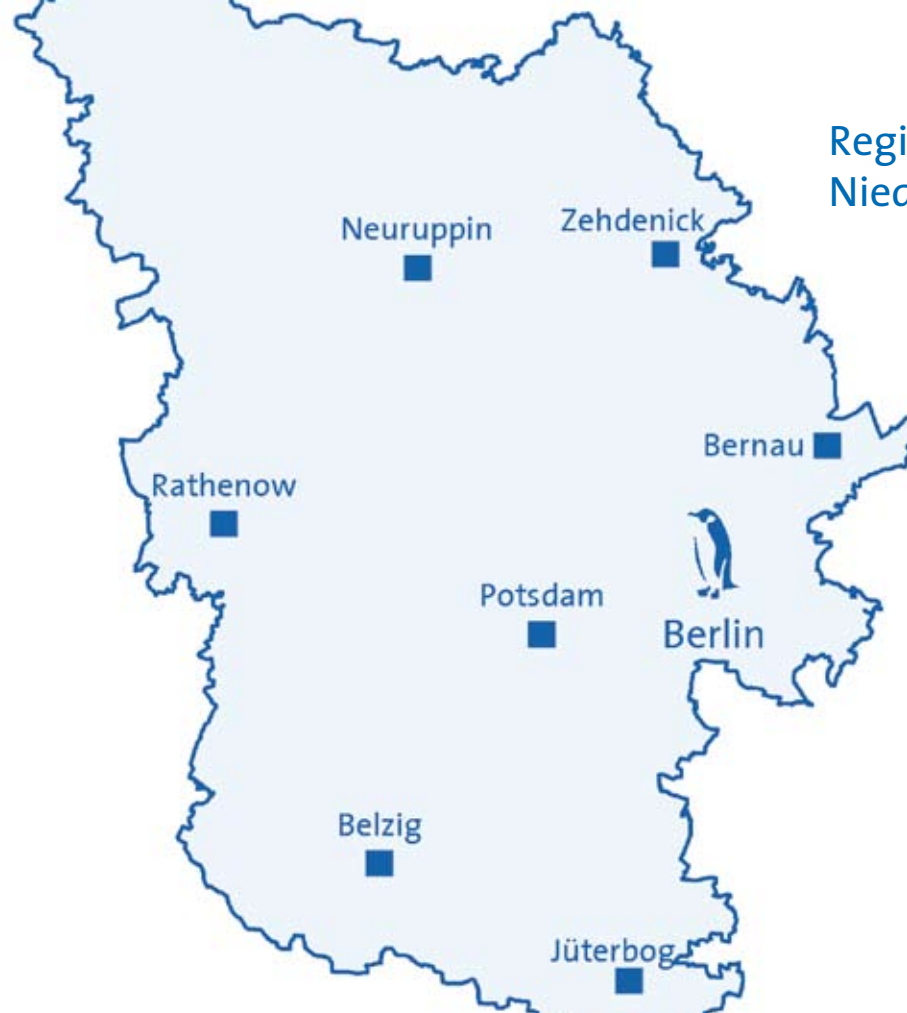 Regi
Nied
Zehdenick
Neuruppin
Bernau
Rathenow
Potsdam
Berlin
Belzig
Jüterbog